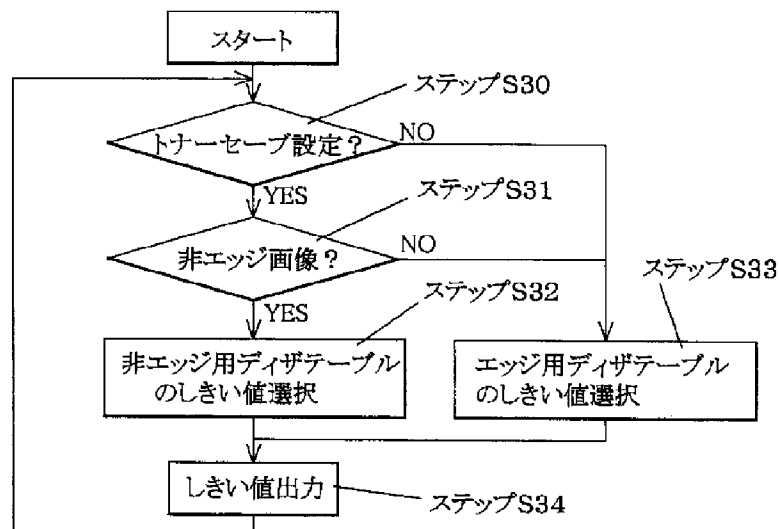 スタート
ステップS30
トナーセーブ設定？
NO
YES
ステップS31
非エッジ画像？
NO
ステップS33
ステップS32
YES
非エッジ用ディザテーブル
のしきい値選択
エッジ用ディザテーブル
のしきい値選択
しきい値出力
ステップS34